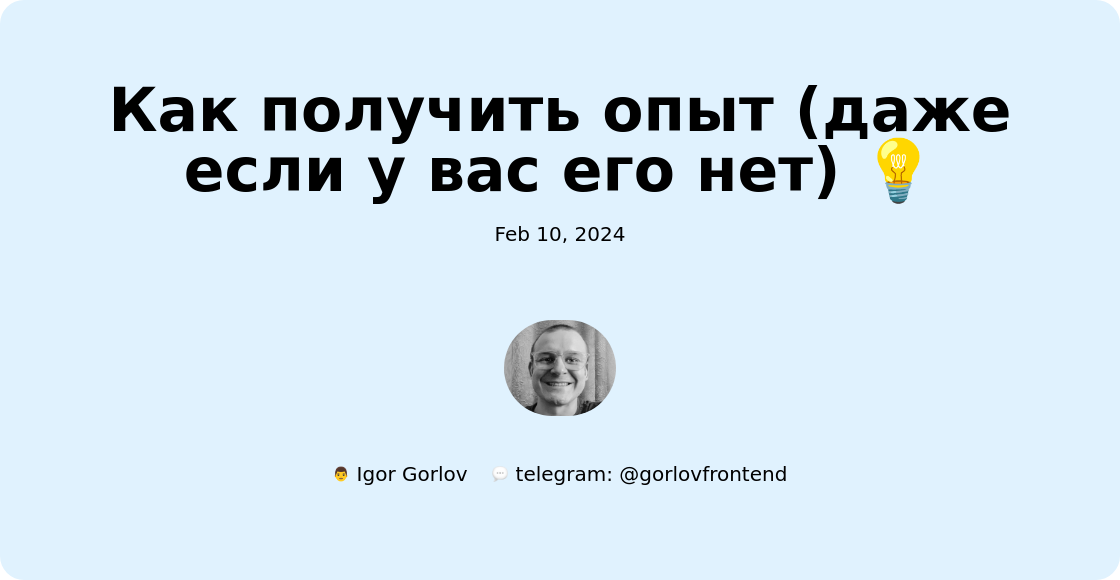 Как получить опыт (даже
если у вас его нет) 💡
Feb 10, 2024
👨 Igor Gorlov 💬 telegram: @gorlovfrontend